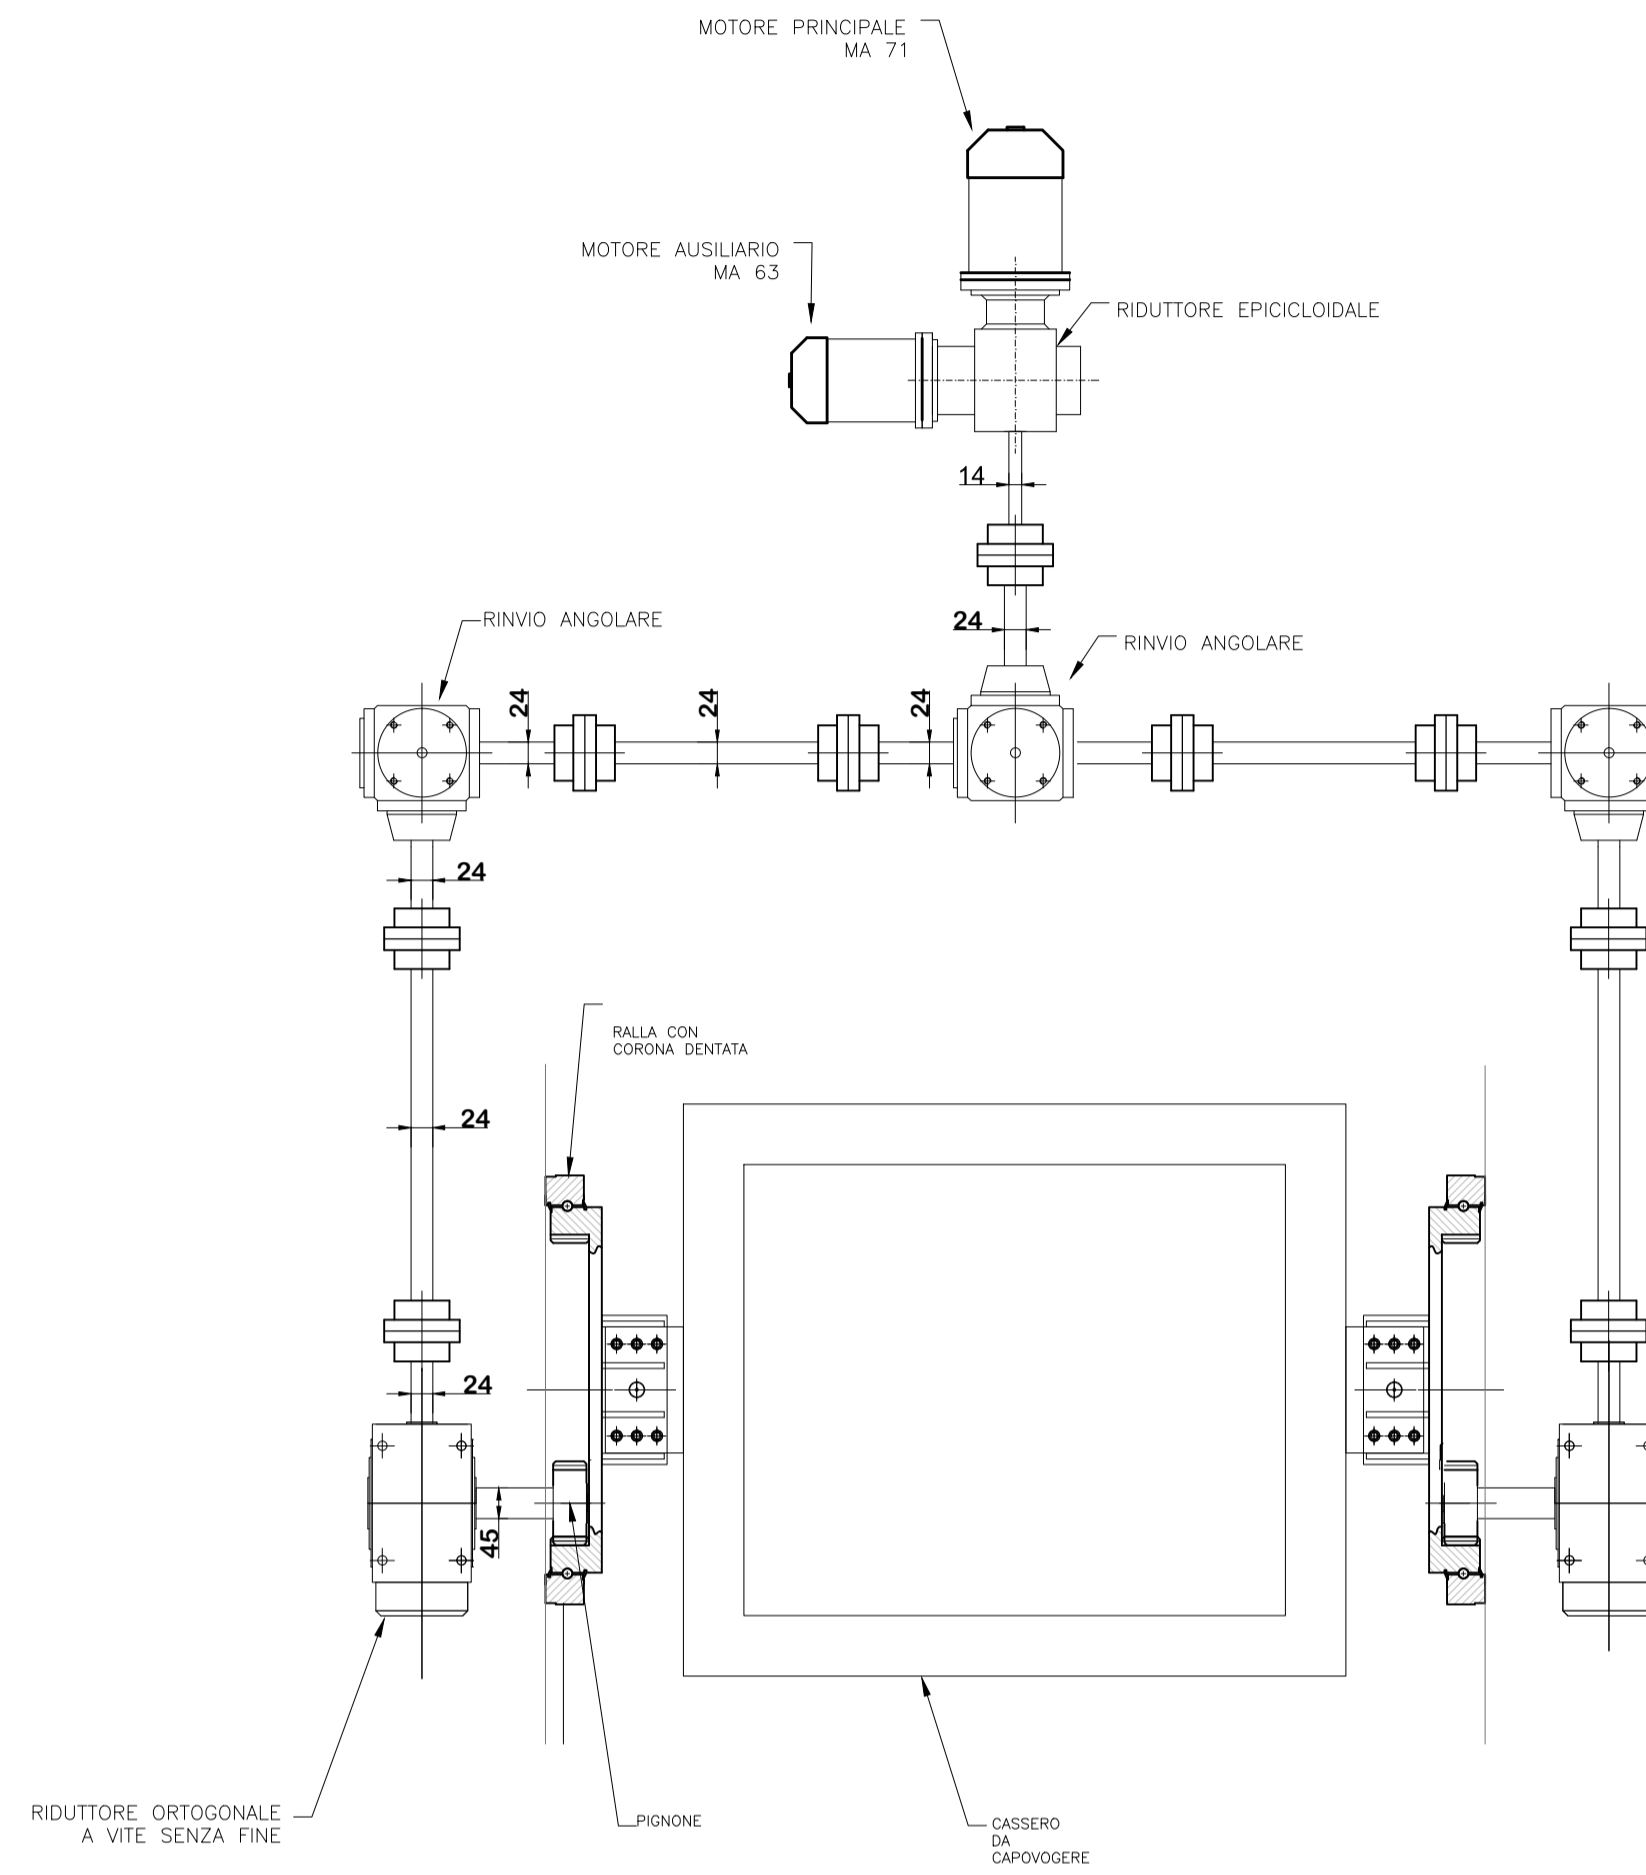 MOTORE PRINCIPALE
MA 71
MOTORE AUSILIARIO
MA 63
RIDUTTORE EPICICLOIDALE
14
24
RINVIO ANGOLARE
RINVIO ANGOLARE
24
24
24
24
RALLA CON
CORONA DENTATA
24
24
45
RIDUTTORE ORTOGONALE
A VITE SENZA FINE
PIGNONE
CASSERO
DA
CAPOVOGERE